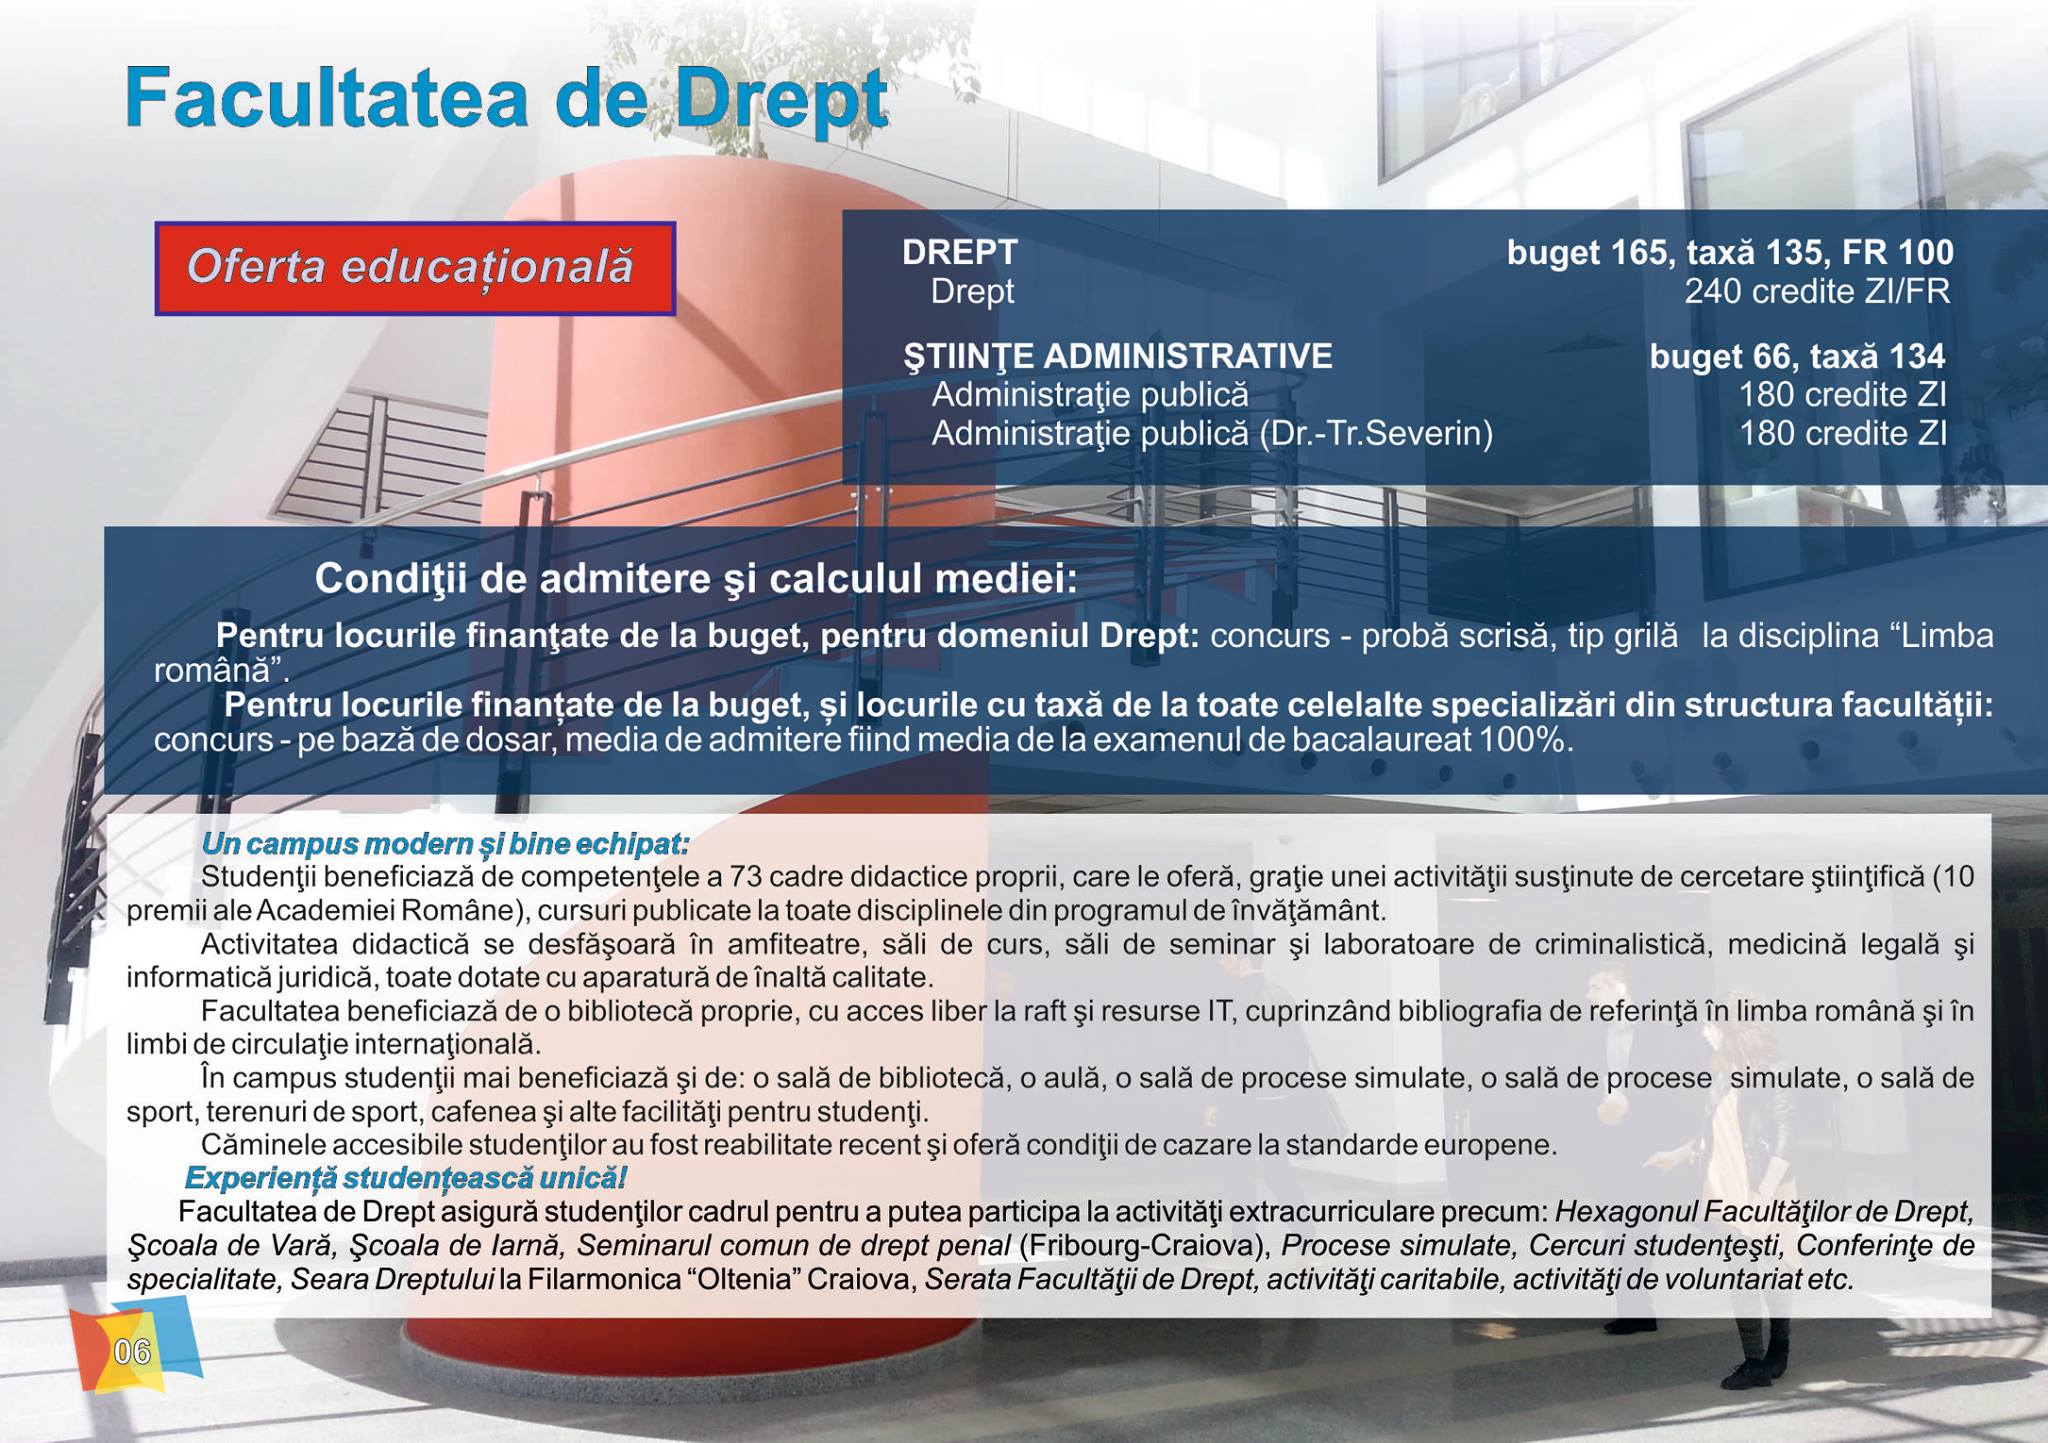 Facultatea de Drept
Oferta educațională
DREPT buget 165, taxă 135, FR 100
Drept 240 credite ZI/FR
ŞTIINŢE ADMINISTRATIVE buget 66, taxă 134
Administraţie publică 180 credite ZI
Administraţie publică (Dr.-Tr.Severin) 180 credite ZI
Condiţii de admitere şi calculul mediei:
Pentru locurile finanţate de la buget, pentru domeniul Drept: concurs - probă scrisă, tip grilă la disciplina “Limba
română”.
Pentru locurile finanțate de la buget, și locurile cu taxă de la toate celelalte specializări din structura facultății:
concurs - pe bază de dosar, media de admitere fiind media de la examenul de bacalaureat 100%.
Un campus modern și bine echipat:
Studenţii beneficiază de competenţele a 73 cadre didactice proprii, care le oferă, graţie unei activităţii susţinute de cercetare ştiinţifică (10
premii ale Academiei Române), cursuri publicate la toate disciplinele din programul de învăţământ.
Activitatea didactică se desfăşoară în amfiteatre, săli de curs, săli de seminar şi laboratoare de criminalistică, medicină legală şi
informatică juridică, toate dotate cu aparatură de înaltă calitate.
Facultatea beneficiază de o bibliotecă proprie, cu acces liber la raft şi resurse IT, cuprinzând bibliografia de referinţă în limba română şi în
limbi de circulaţie internaţională.
În campus studenţii mai beneficiază şi de: o sală de bibliotecă, o aulă, o sală de procese simulate, o sală de procese simulate, o sală de
sport, terenuri de sport, cafenea şi alte facilităţi pentru studenţi.
Căminele accesibile studenţilor au fost reabilitate recent şi oferă condiţii de cazare la standarde europene.
Experiență studențească unică!
Facultatea de Drept asigură studenţilor cadrul pentru a putea participa la activităţi extracurriculare precum: Hexagonul Facultăţilor de Drept,
Şcoala de Vară, Şcoala de Iarnă, Seminarul comun de drept penal (Fribourg-Craiova), Procese simulate, Cercuri studenţeşti, Conferinţe de
specialitate, Seara Dreptului la Filarmonica “Oltenia” Craiova, Serata Facultăţii de Drept, activităţi caritabile, activităţi de voluntariat etc.
06